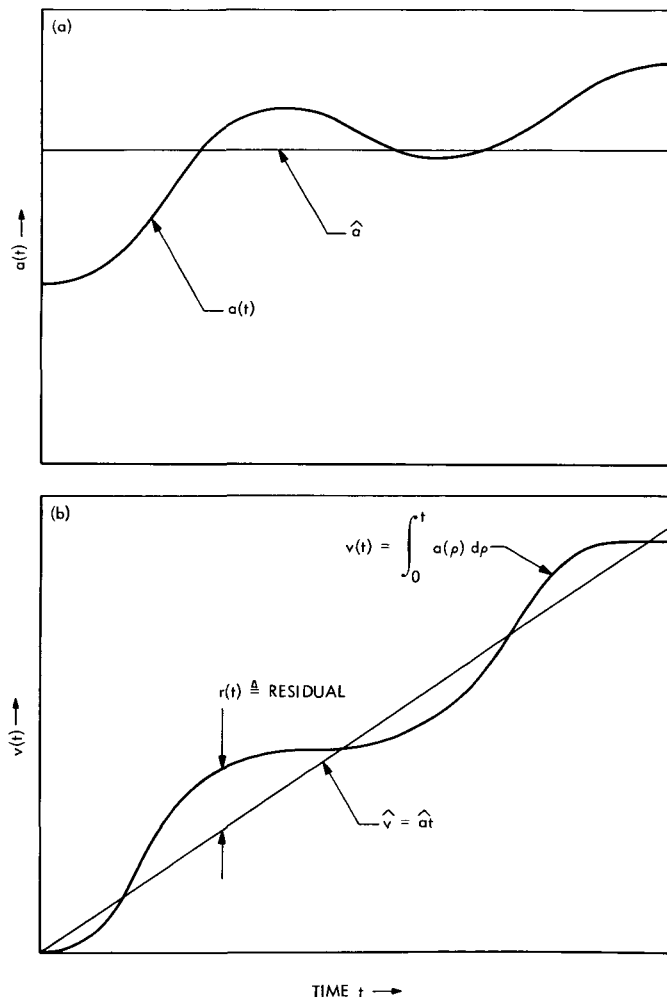 (a)
a(t) →
â
a(t)
(b)
v(t) = ∫₀ᵗ a(ρ) dρ
r(t) ≜ RESIDUAL
v(t) →
v̂ = ât
TIME t →